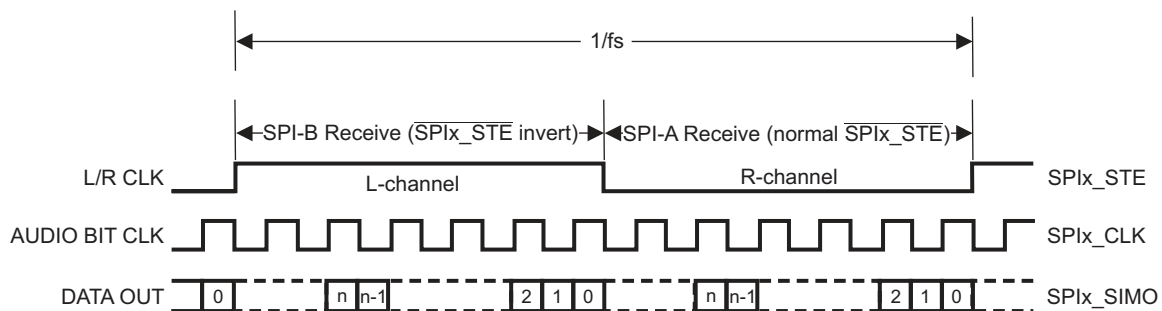 1/fs
SPI-B Receive (SPIx_STE invert) SPI-A Receive (normal SPIx_STE)
L/R CLK L-channel R-channel SPIx_STE
AUDIO BIT CLK SPIx_CLK
DATA OUT 0 n n-1 2 1 0 n n-1 2 1 0 SPIx_SIMO